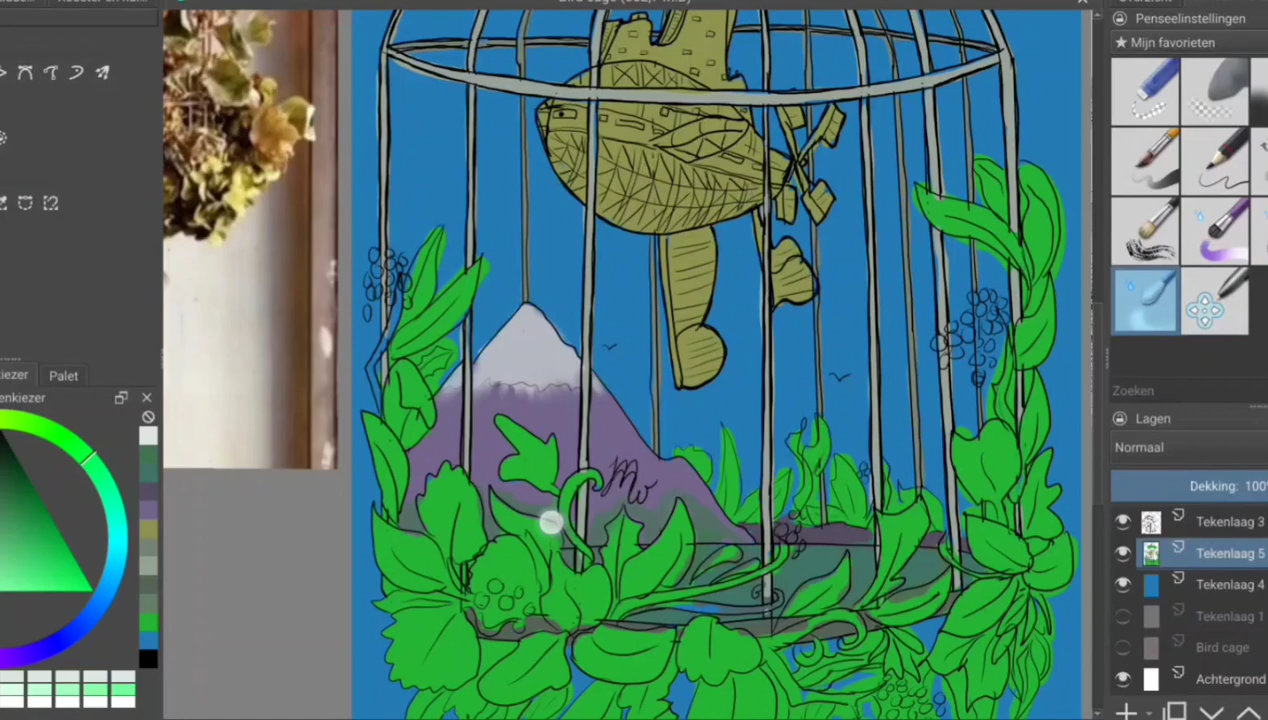 Penseelinstellingen
Mijn favorieten
Palet
Zoeken
Lagen
Normaal
Dekking: 100%
Tekenlaag 3
Tekenlaag 5
Tekenlaag 4
Tekenlaag 1
Bird cage
Achtergrond
Mw